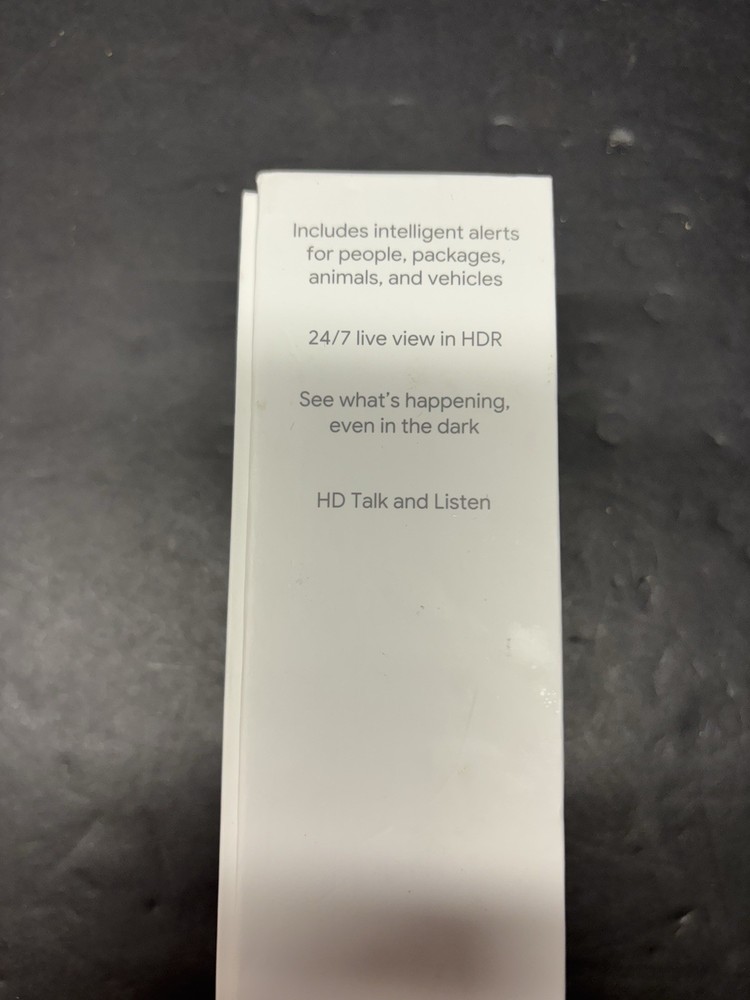 Includes intelligent alerts
for people, packages,
animals, and vehicles
24/7 live view in HDR
See what's happening,
even in the dark
HD Talk and Listen